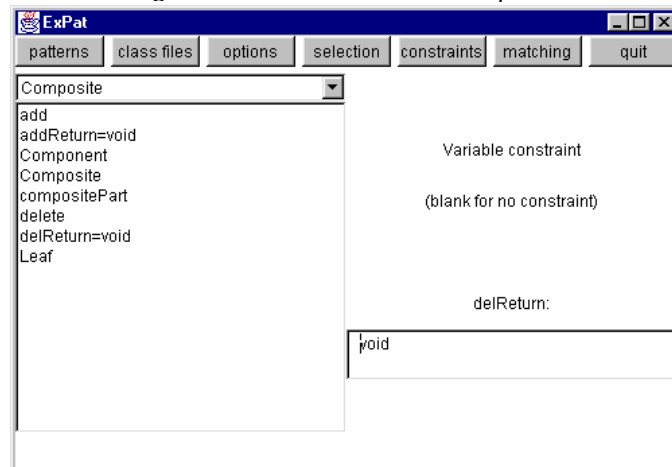 ExPat
patterns class files options selection constraints matching quit
Composite
add
addReturn=void
Component
Composite
compositePart
delete
delReturn=void
Leaf
Variable constraint
(blank for no constraint)
delReturn:
void